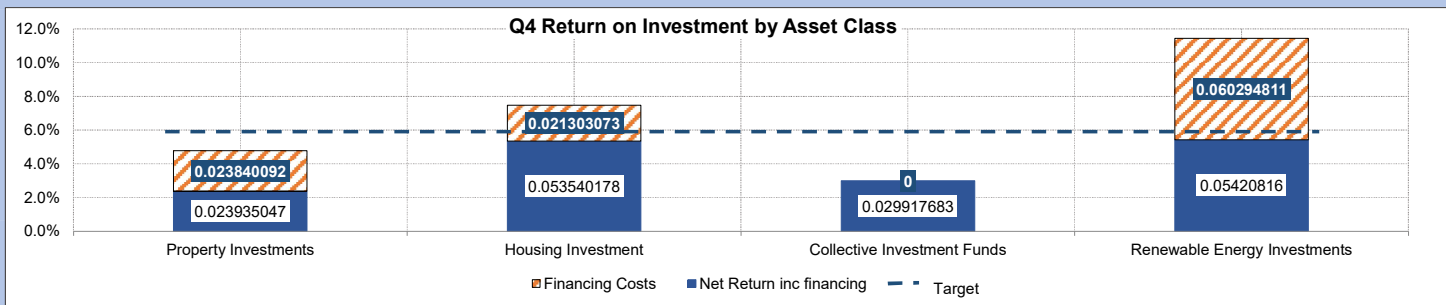 Q4 Return on Investment by Asset Class
12.0%
10.0%
8.0%
6.0%
4.0%
2.0%
0.0%
0.023840092
0.023935047
0.021303073
0.053540178
0
0.029917683
0.060294811
0.05420816
Property Investments
Housing Investment
Collective Investment Funds
Renewable Energy Investments
Financing Costs
Net Return inc financing
Target